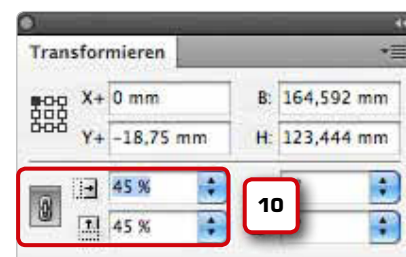 Transformieren
X+ 0 mm B: 164,592 mm
Y+ -18,75 mm H: 123,444 mm
45 %
10
45 %